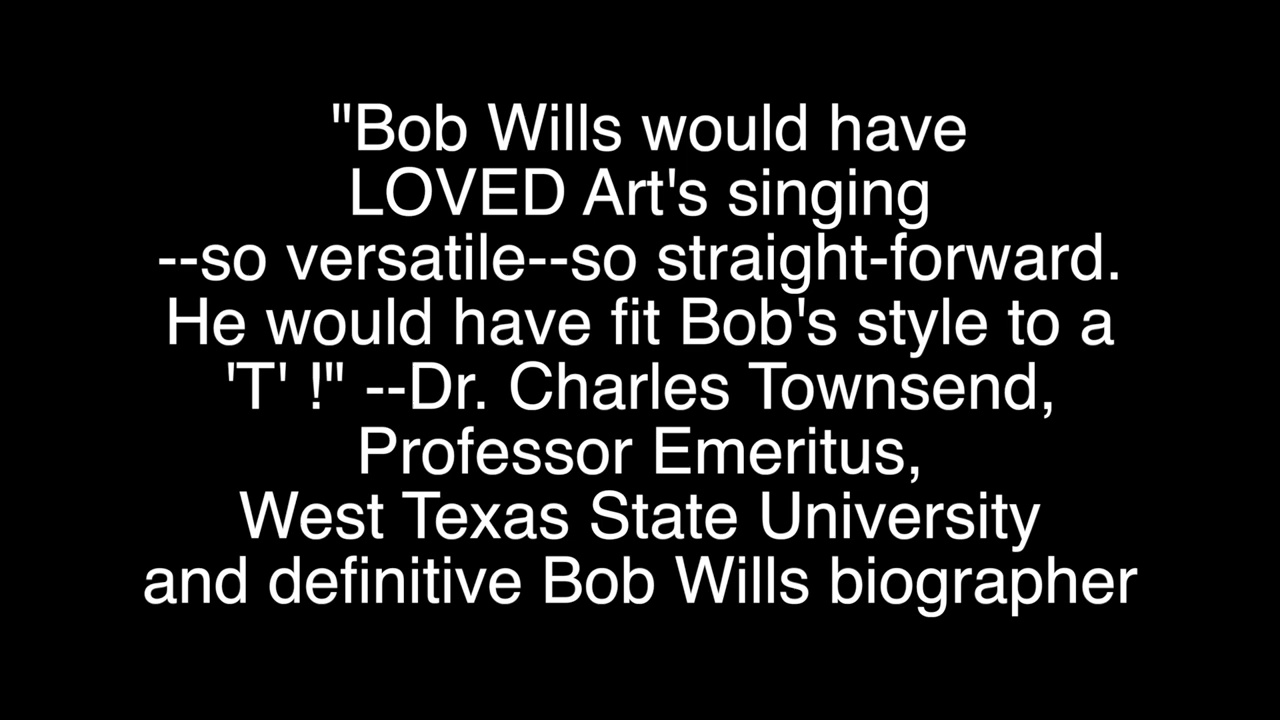 "Bob Wills would have
LOVED Art's singing
--so versatile--so straight-forward.
He would have fit Bob's style to a
'T' !" --Dr. Charles Townsend,
Professor Emeritus,
West Texas State University
and definitive Bob Wills biographer